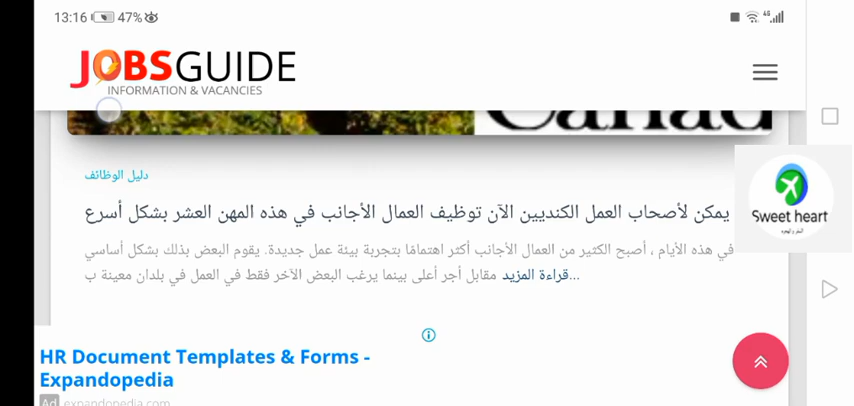 13:16 47% 4G
JOBSGUIDE
INFORMATION & VACANCIES
Canada
دليل الوظائف
يمكن لأصحاب العمل الكنديين الآن توظيف العمال الأجانب في هذه المهن العشر بشكل أسرع
في هذه الأيام ، أصبح الكثير من العمال الأجانب أكثر اهتمامًا بتجربة بيئة عمل جديدة. يقوم البعض بذلك بشكل أساسي
مقابل أجر أعلى بينما يرغب البعض الآخر فقط في العمل في بلدان معينة ب قراءة المزيد...
Sweet heart
HR Document Templates & Forms -
Expandopedia
Ad expandopedia.com